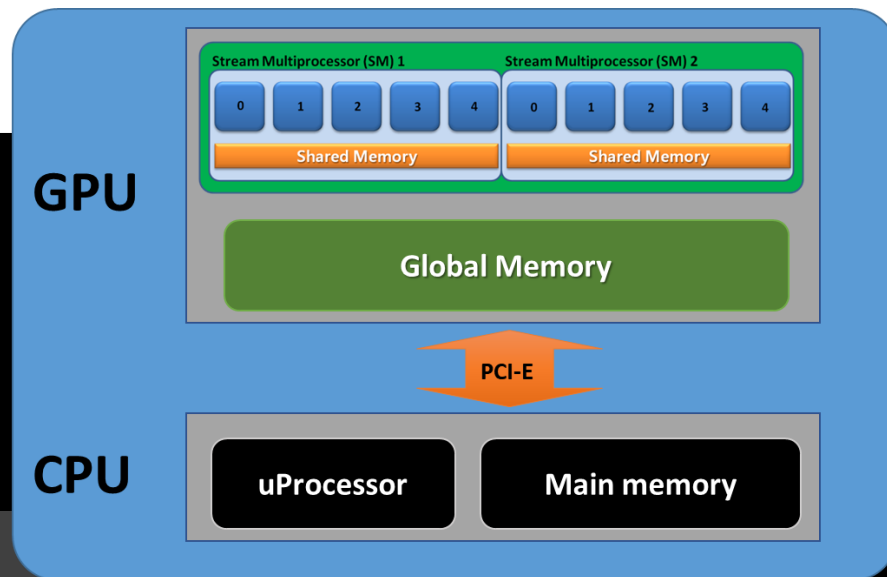 Stream Multiprocessor (SM) 1
Stream Multiprocessor (SM) 2
0 1 2 3 4
0 1 2 3 4
Shared Memory
Shared Memory
GPU
Global Memory
PCI-E
CPU
uProcessor
Main memory